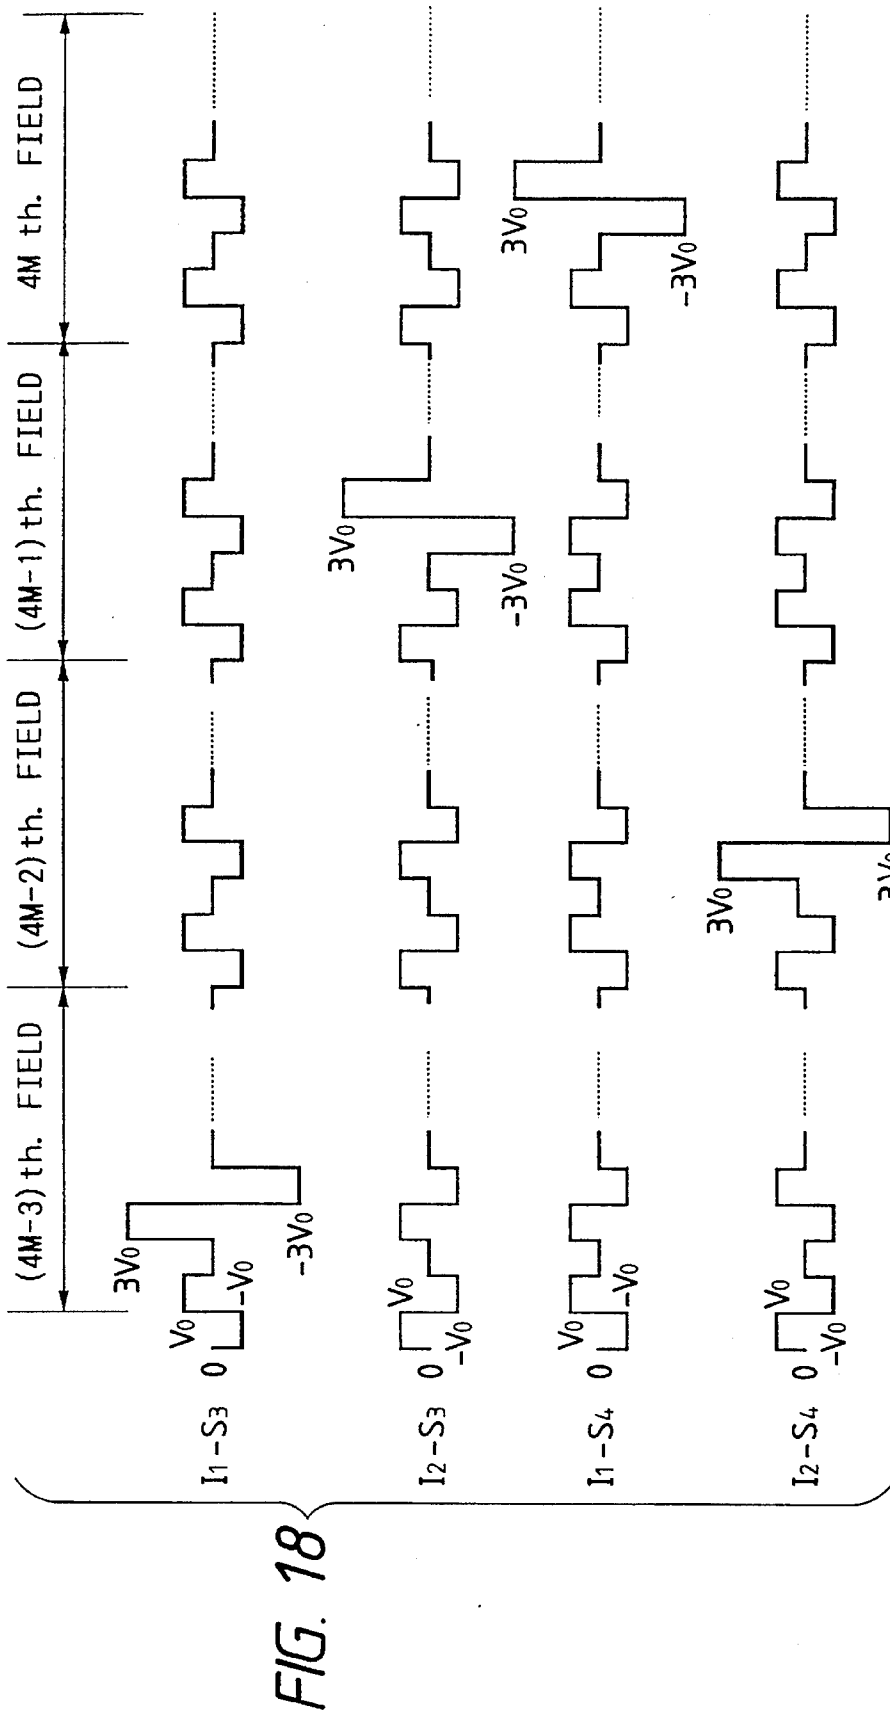 FIG. 18
(4M-3)th. FIELD
(4M-2)th. FIELD
(4M-1)th. FIELD
4M th. FIELD
I1-S3
0
V0
-V0
3V0
-3V0
I2-S3
0
-V0
V0
3V0
-3V0
I1-S4
0
V0
-V0
3V0
-3V0
I2-S4
0
-V0
V0
3V0